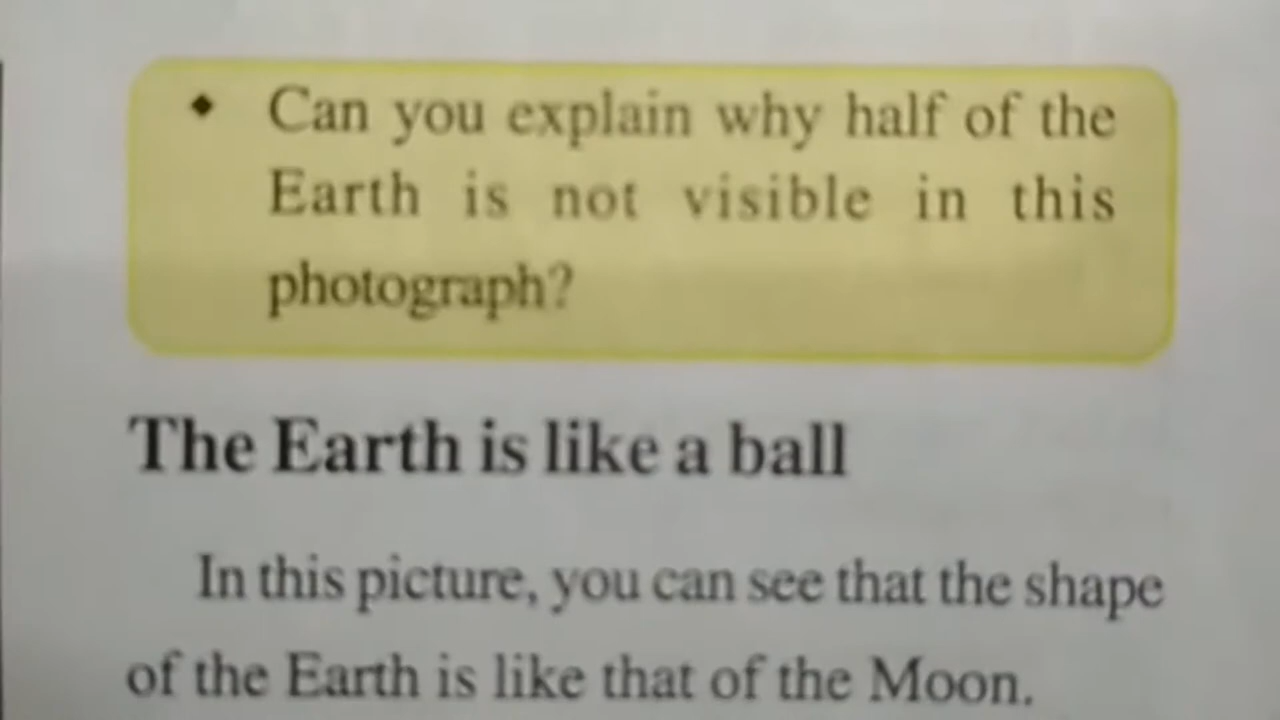 ◆ Can you explain why half of the
Earth is not visible in this
photograph?
The Earth is like a ball
In this picture, you can see that the shape
of the Earth is like that of the Moon.